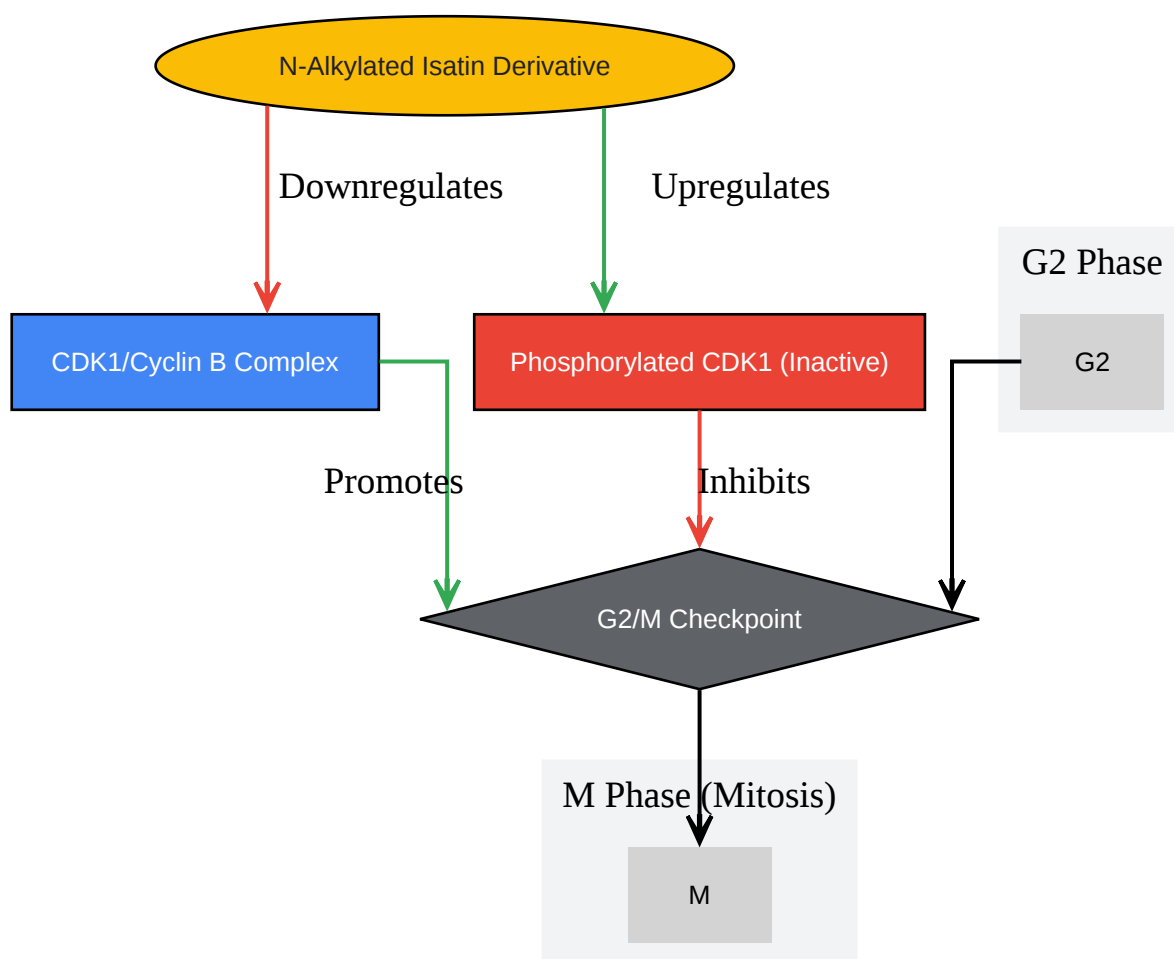 N-Alkylated Isatin Derivative
Downregulates
Upregulates
G2 Phase
CDK1/Cyclin B Complex
Phosphorylated CDK1 (Inactive)
G2
Promotes
Inhibits
G2/M Checkpoint
M Phase (Mitosis)
M